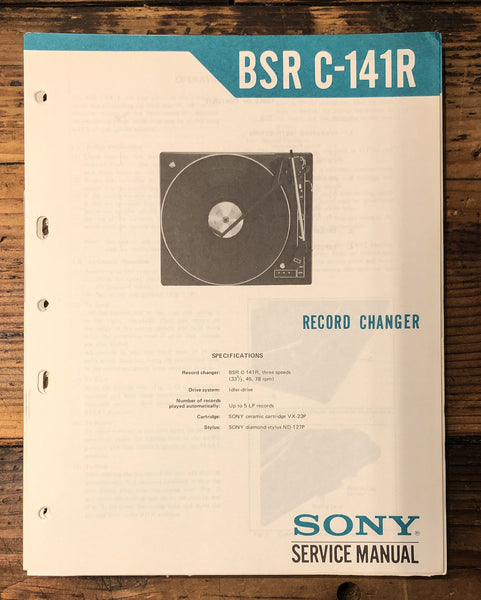 BSR C-141R
RECORD CHANGER
SPECIFICATIONS
Record changer: BSR C-141R, three speeds
(33⅓, 45, 78 rpm)
Drive system: Idler-drive
Number of records
played automatically: Up to 5 LP records
Cartridge: SONY ceramic cartridge VX-23P
Stylus: SONY diamond stylus ND-127P
SONY®
SERVICE MANUAL